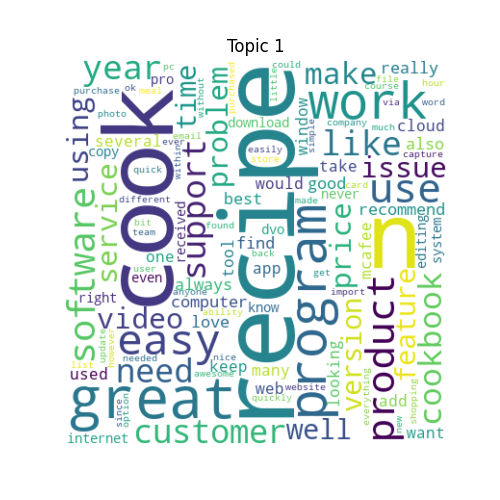 Topic 1
year
pc
ok
purchase
meal
pro
time
problem
purchased
without
little
could
make
really
file
course
hour
using
photo
several
email
ever
download
window
work
via
word
cloud
company
copy
cook
recipe
simple
like
much
also
within
easily
store
capture
quick
support
take
issue
software
service
different
would
good
never
card
use
bit
team
received
best
made
recommend
one
found
dvo
back
program
price
n
mcafee
editing
system
user
even
tool
find
app
always
anyone
get
import
right
computer
know
video
love
ability
version
product
feature
cookbook
easy
update
however
list
needed
nice
keep
many
looking
everything
need
awesome
web
website
used
quickly
add
shopping
great
since
option
new
internet
customer
well
want